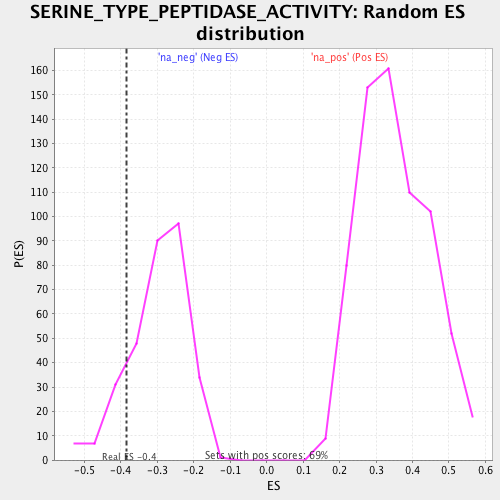 SERINE_TYPE_PEPTIDASE_ACTIVITY: Random ES
distribution
'na_neg' (Neg ES)
'na_pos' (Pos ES)
160
150
140
130
120
110
100
90
80
70
60
50
40
30
20
10
0
P(ES)
Real ES -0.4
Sets with pos scores: 69%
-0.5 -0.4 -0.3 -0.2 -0.1 0.0 0.1 0.2 0.3 0.4 0.5 0.6
ES